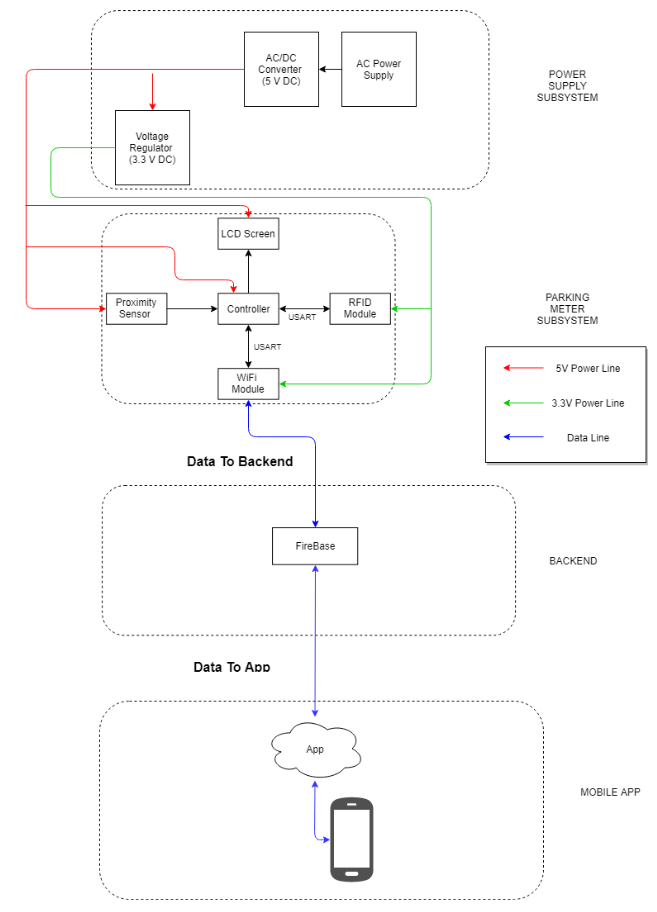 AC/DC
Converter
(5 V DC)
AC Power
Supply
POWER
SUPPLY
SUBSYSTEM
Voltage
Regulator
(3.3 V DC)
LCD Screen
Proximity
Sensor
Controller
USART
RFID
Module
PARKING
METER
SUBSYSTEM
USART
WiFi
Module
5V Power Line
3.3V Power Line
Data Line
Data To Backend
FireBase
BACKEND
Data To App
App
MOBILE APP